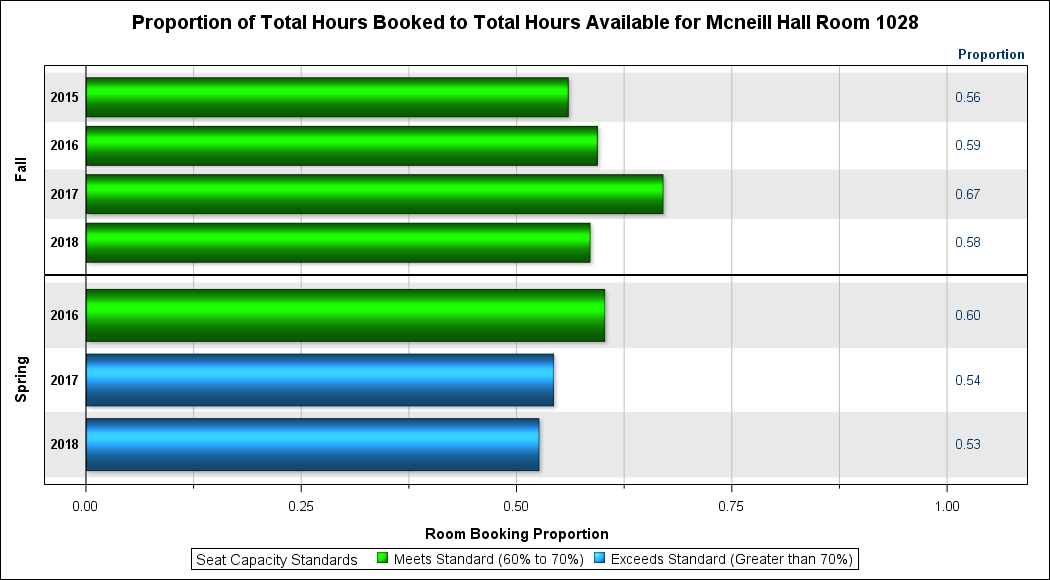 Proportion of Total Hours Booked to Total Hours Available for Mcneill Hall Room 1028
Proportion
Fall
2015 0.56
2016 0.59
2017 0.67
2018 0.58
Spring
2016 0.60
2017 0.54
2018 0.53
0.00 0.25 0.50 0.75 1.00
Room Booking Proportion
Seat Capacity Standards Meets Standard (60% to 70%) Exceeds Standard (Greater than 70%)